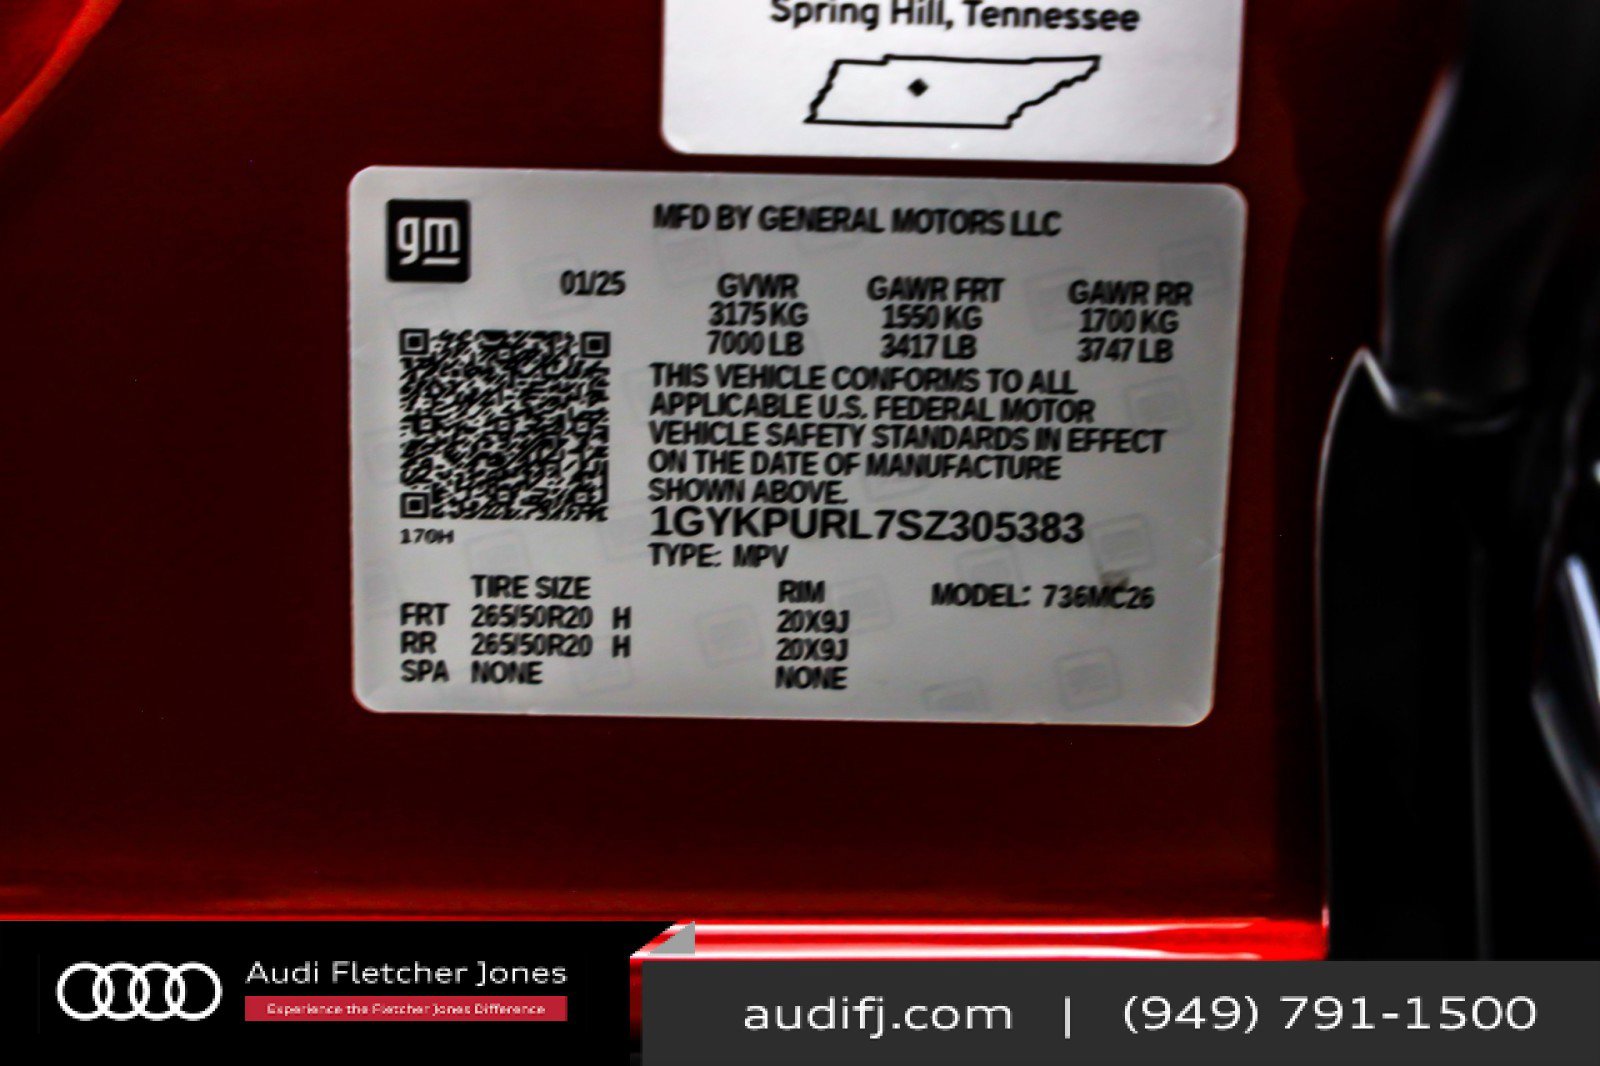 Spring Hill, Tennessee
gm
MFD BY GENERAL MOTORS LLC
01/25 GVWR GAWR FRT GAWR RR
3175 KG 1550 KG 1700 KG
7000 LB 3417 LB 3747 LB
THIS VEHICLE CONFORMS TO ALL
APPLICABLE U.S. FEDERAL MOTOR
VEHICLE SAFETY STANDARDS IN EFFECT
ON THE DATE OF MANUFACTURE
SHOWN ABOVE.
1GYKPURL7SZ305383
170H
TYPE: MPV
TIRE SIZE RIM MODEL: 736MC26
FRT 265/50R20 H 20X9J
RR 265/50R20 H 20X9J
SPA NONE NONE
Audi Fletcher Jones
Experience the Fletcher Jones Difference
audifj.com | (949) 791-1500